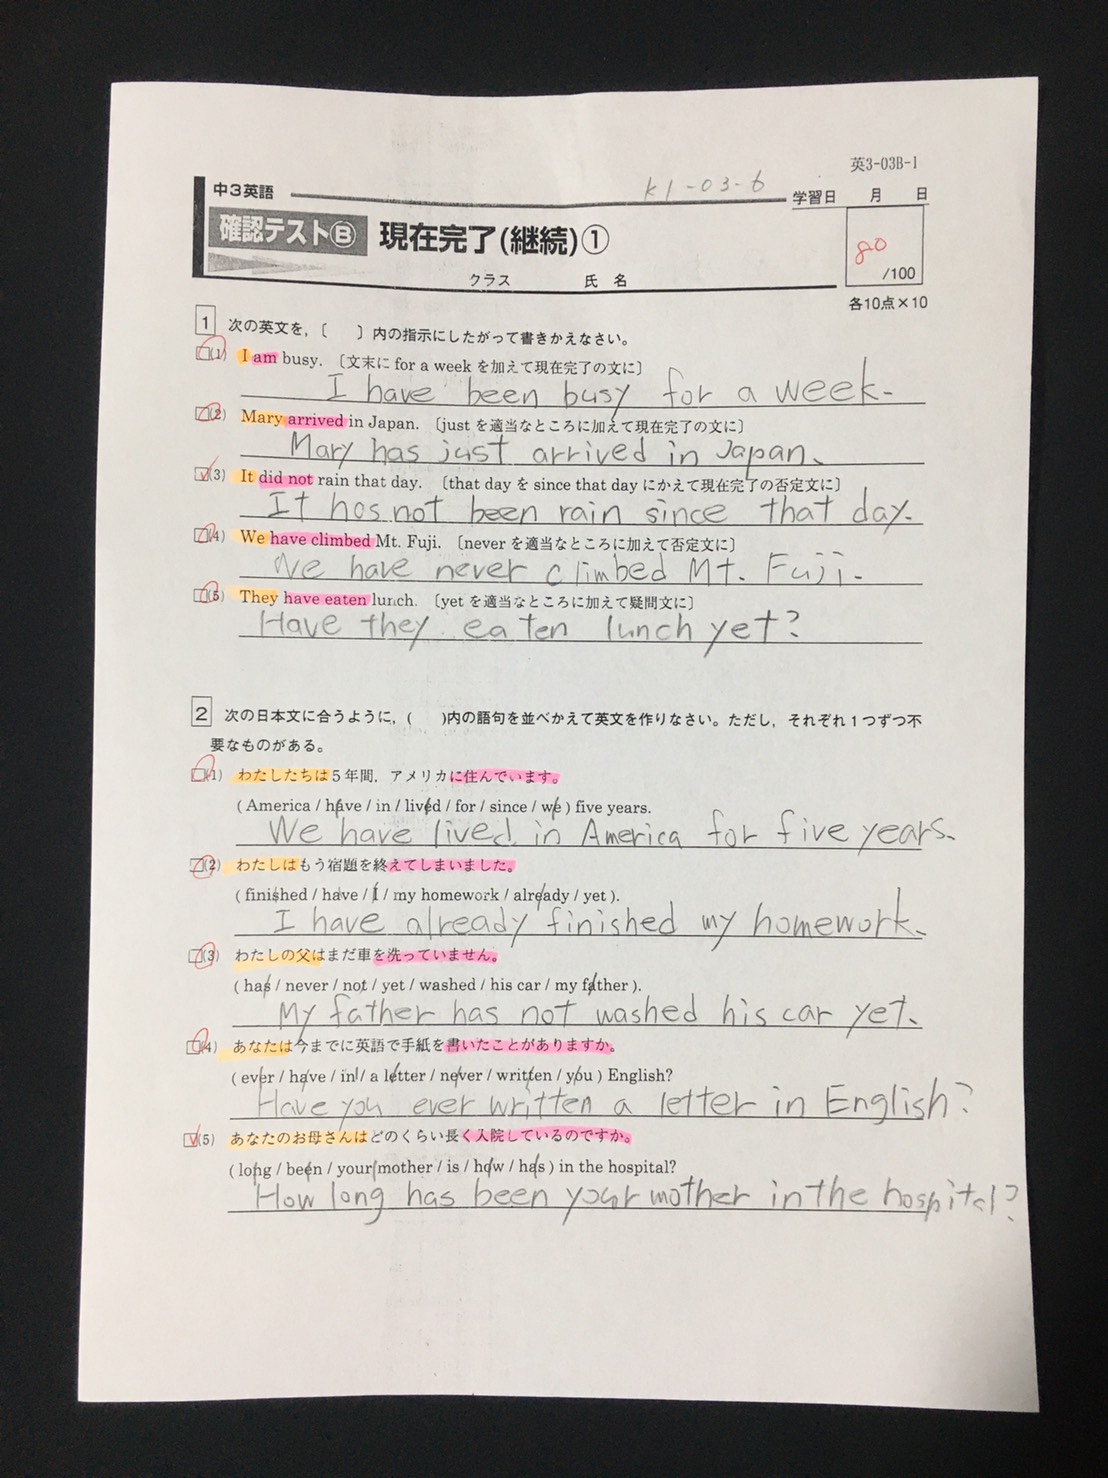 英3-03B-1
中3英語
K1-03-6
学習日 月 日
確認テストⒷ 現在完了(継続)①
80
/100
クラス 氏 名
各10点×10
1 次の英文を,〔 〕内の指示にしたがって書きかえなさい。
(1) I am busy. 〔文末に for a week を加えて現在完了の文に〕
I have been busy for a week.
(2) Mary arrived in Japan. 〔just を適当なところに加えて現在完了の文に〕
Mary has just arrived in Japan.
(3) It did not rain that day. 〔that day を since that day にかえて現在完了の否定文に〕
It has not been rain since that day.
(4) We have climbed Mt. Fuji. 〔never を適当なところに加えて否定文に〕
We have never climbed Mt. Fuji.
(5) They have eaten lunch. 〔yet を適当なところに加えて疑問文に〕
Have they eaten lunch yet?
2 次の日本文に合うように,( )内の語句を並べかえて英文を作りなさい。ただし,それぞれ1つずつ不
要なものがある。
(1) わたしたちは5年間,アメリカに住んでいます。
( America / have / in / lived / for / since / we ) five years.
We have lived in America for five years.
(2) わたしはもう宿題を終えてしまいました。
( finished / have / I / my homework / already / yet ).
I have already finished my homework.
(3) わたしの父はまだ車を洗っていません。
( has / never / not / yet / washed / his car / my father ).
My father has not washed his car yet.
(4) あなたは今までに英語で手紙を書いたことがありますか。
( ever / have / in / a letter / never / written / you ) English?
Have you ever written a letter in English?
(5) あなたのお母さんはどのくらい長く入院しているのですか。
( long / been / your mother / is / how / has ) in the hospital?
How long has been your mother in the hospital?